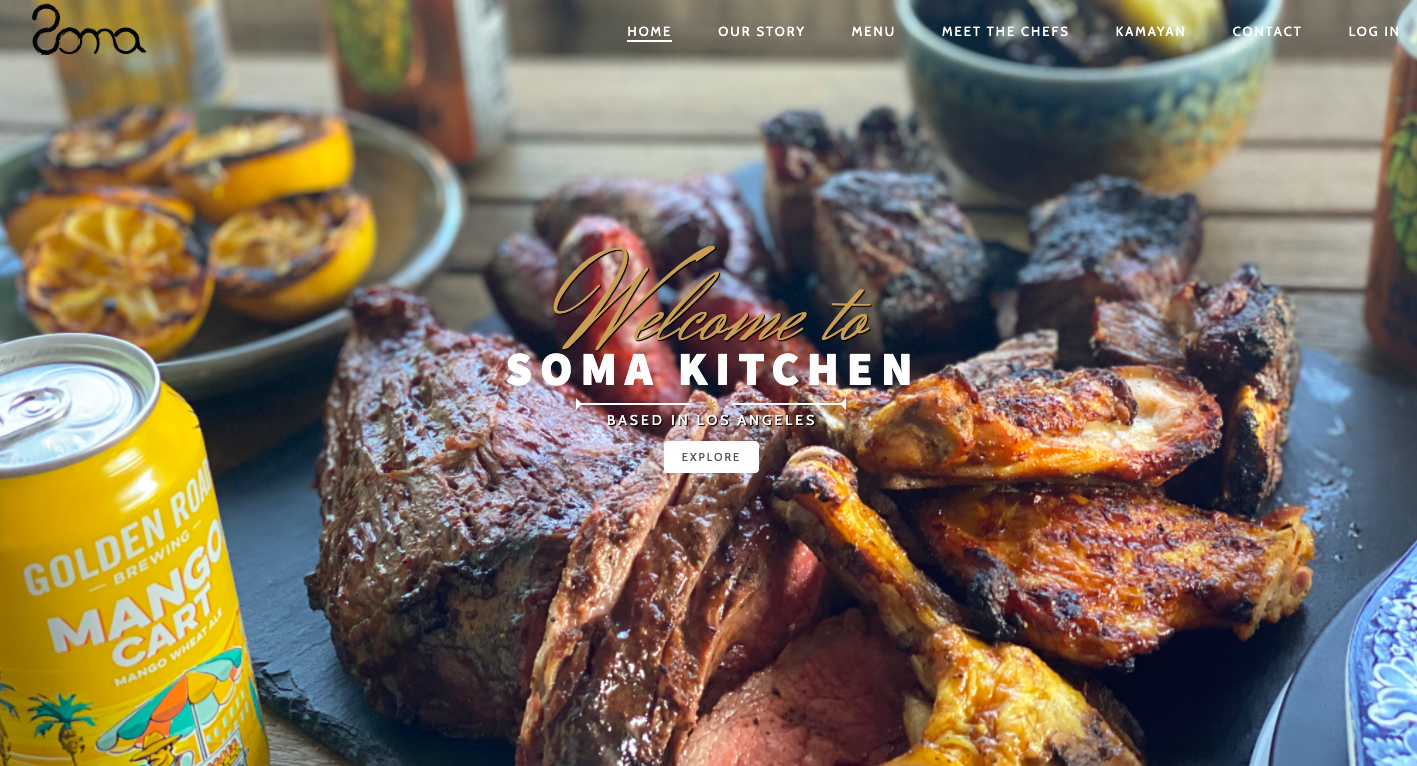 Soma
HOME OUR STORY MENU MEET THE CHEFS KAMAYAN CONTACT LOG IN
Welcome to
SOMA KITCHEN
BASED IN LOS ANGELES
EXPLORE
GOLDEN ROAD
BREWING
MANGO
CART
MANGO WHEAT ALE